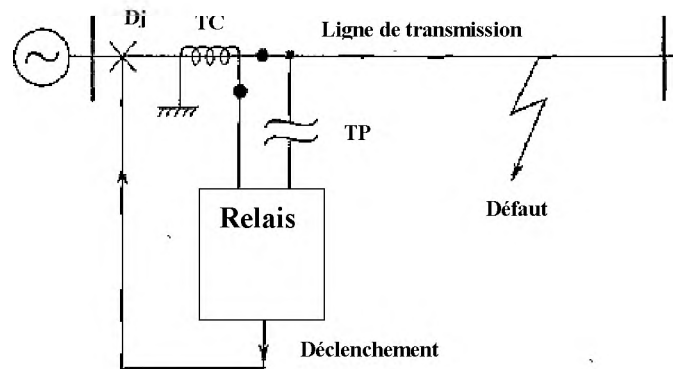 Dj
TC
Ligne de transmission
TP
Relais
Défaut
Déclenchement